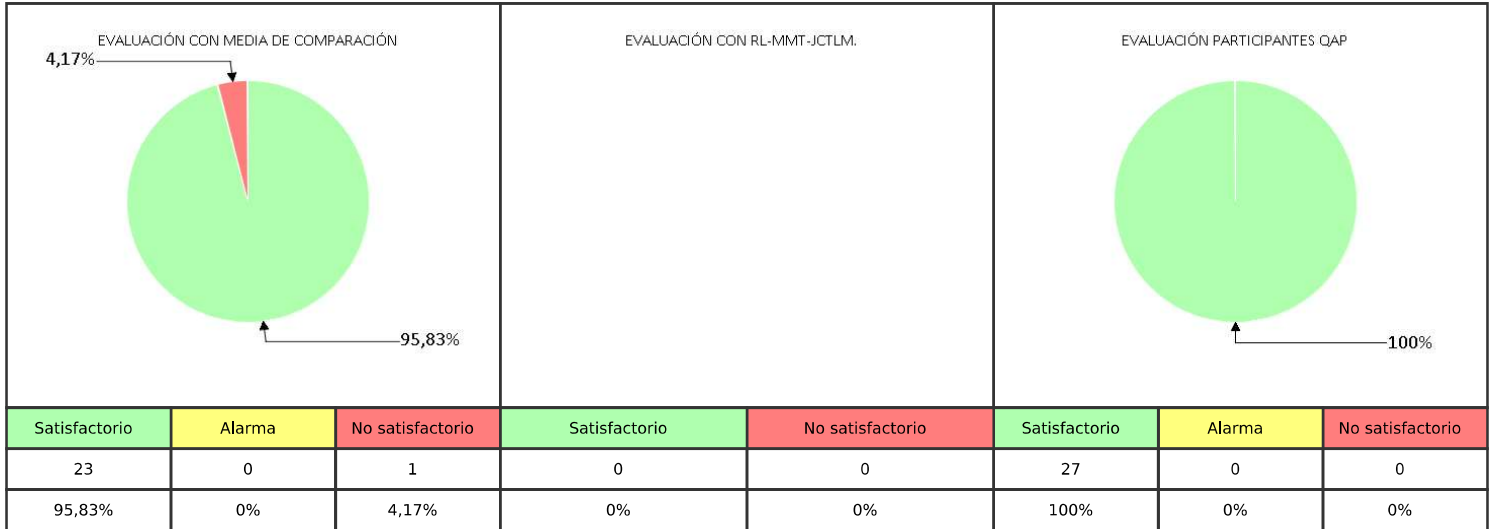 EVALUACIÓN CON MEDIA DE COMPARACIÓN
4,17%
95,83%
EVALUACIÓN CON RL-MMT-JCTLM.
EVALUACIÓN PARTICIPANTES QAP
100%
Satisfactorio Alarma No satisfactorio Satisfactorio No satisfactorio Satisfactorio Alarma No satisfactorio
23 0 1 0 0 27 0 0
95,83% 0% 4,17% 0% 0% 100% 0% 0%